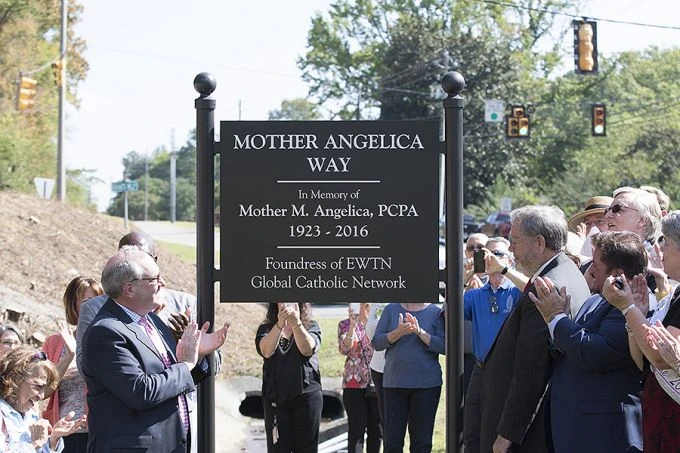 MOTHER ANGELICA
WAY
In Memory of
Mother M. Angelica, PCPA
1923 - 2016
Foundress of EWTN
Global Catholic Network